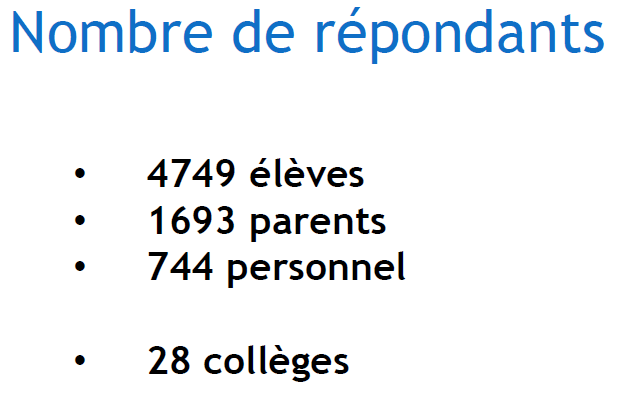 Nombre de répondants
• 4749 élèves
• 1693 parents
• 744 personnel
• 28 collèges